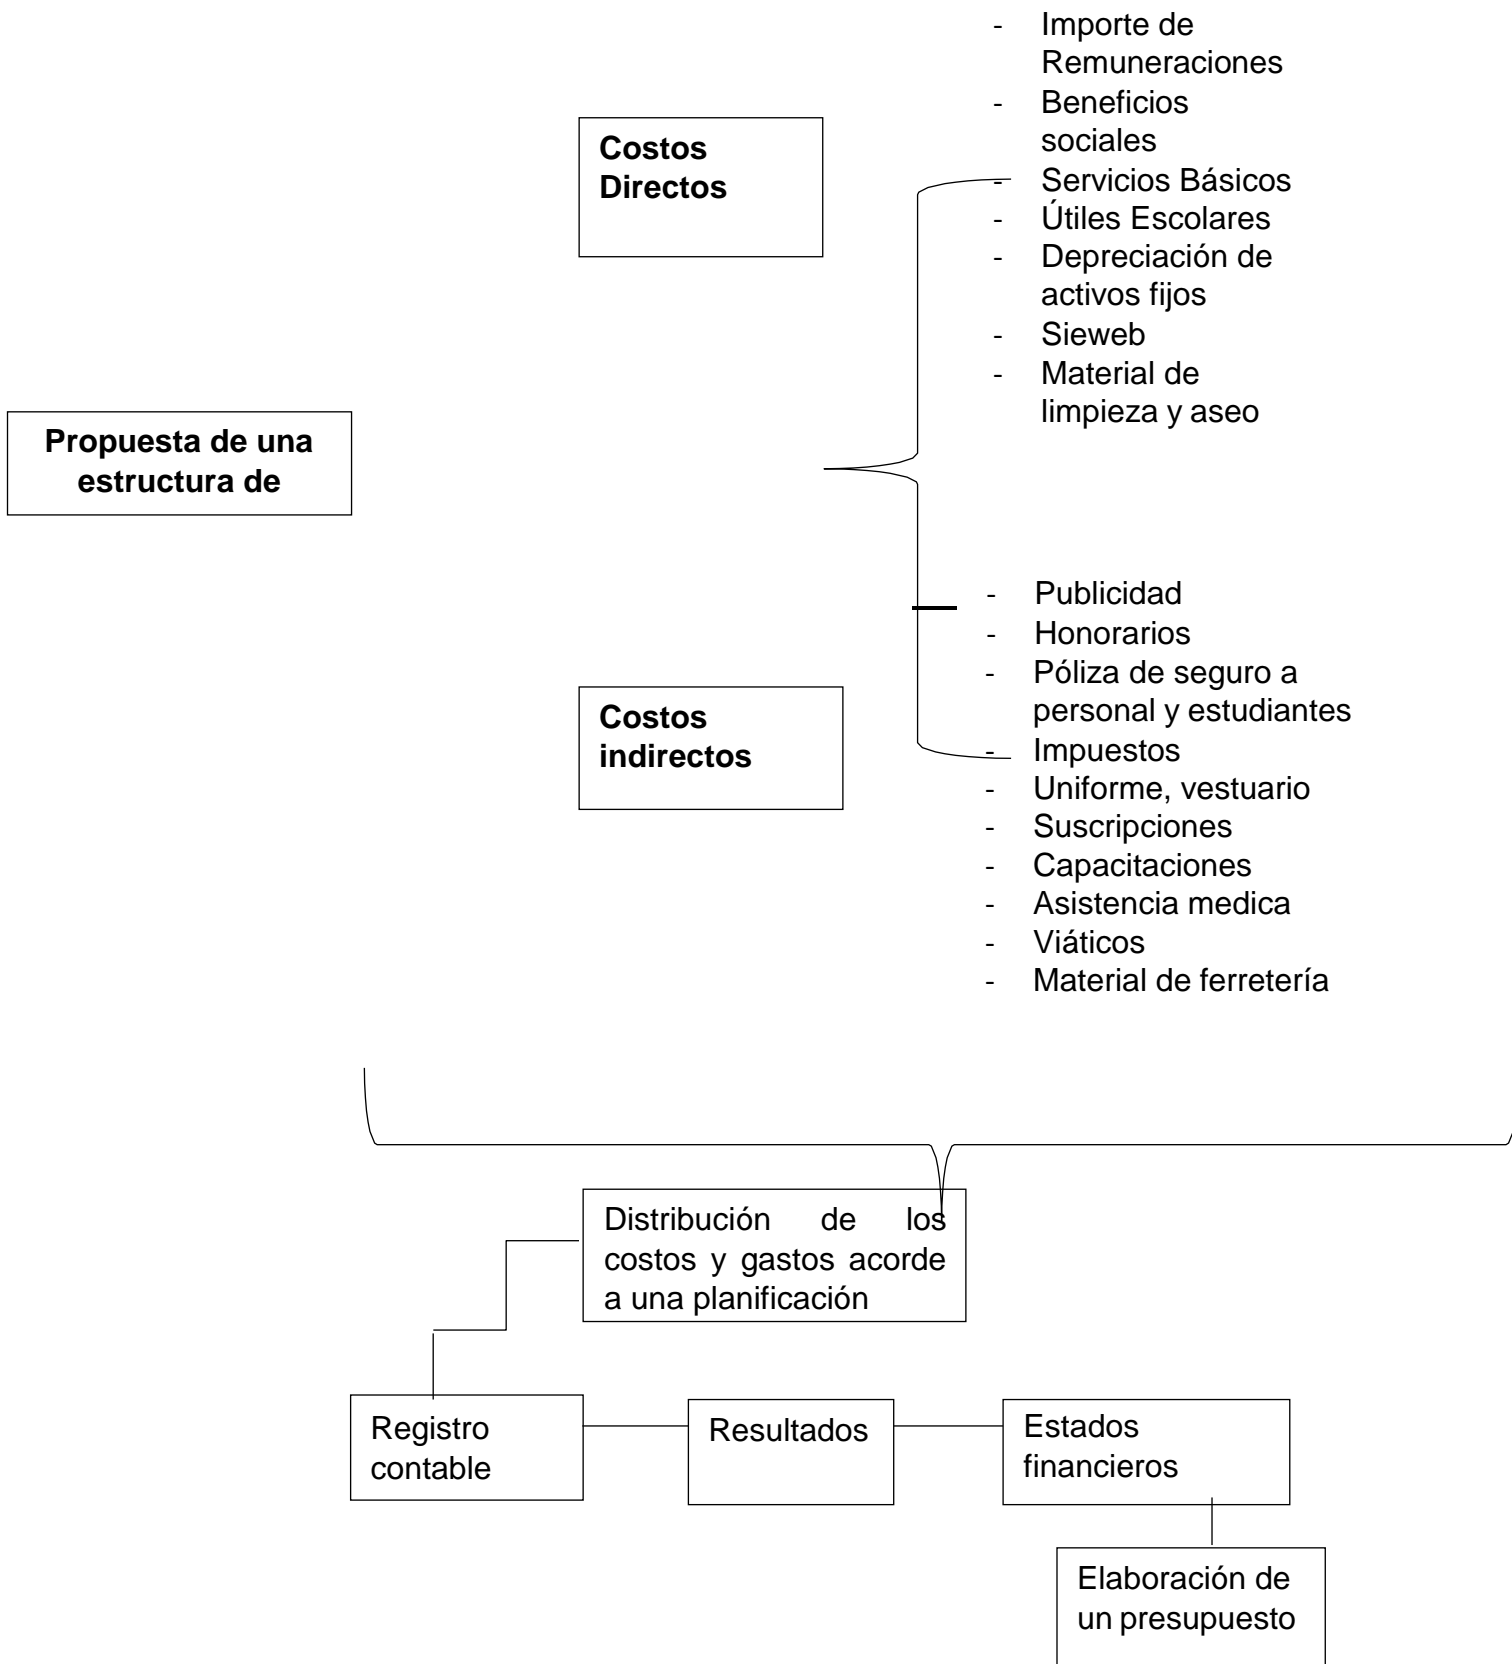 - Importe de
Remuneraciones
- Beneficios
sociales
- Servicios Básicos
- Útiles Escolares
- Depreciación de
activos fijos
- Sieweb
- Material de
limpieza y aseo
Costos
Directos
Propuesta de una
estructura de
- Publicidad
- Honorarios
- Póliza de seguro a
personal y estudiantes
- Impuestos
- Uniforme, vestuario
- Suscripciones
- Capacitaciones
- Asistencia medica
- Viáticos
- Material de ferretería
Costos
indirectos
Distribución de los
costos y gastos acorde
a una planificación
Registro
contable
Resultados
Estados
financieros
Elaboración de
un presupuesto